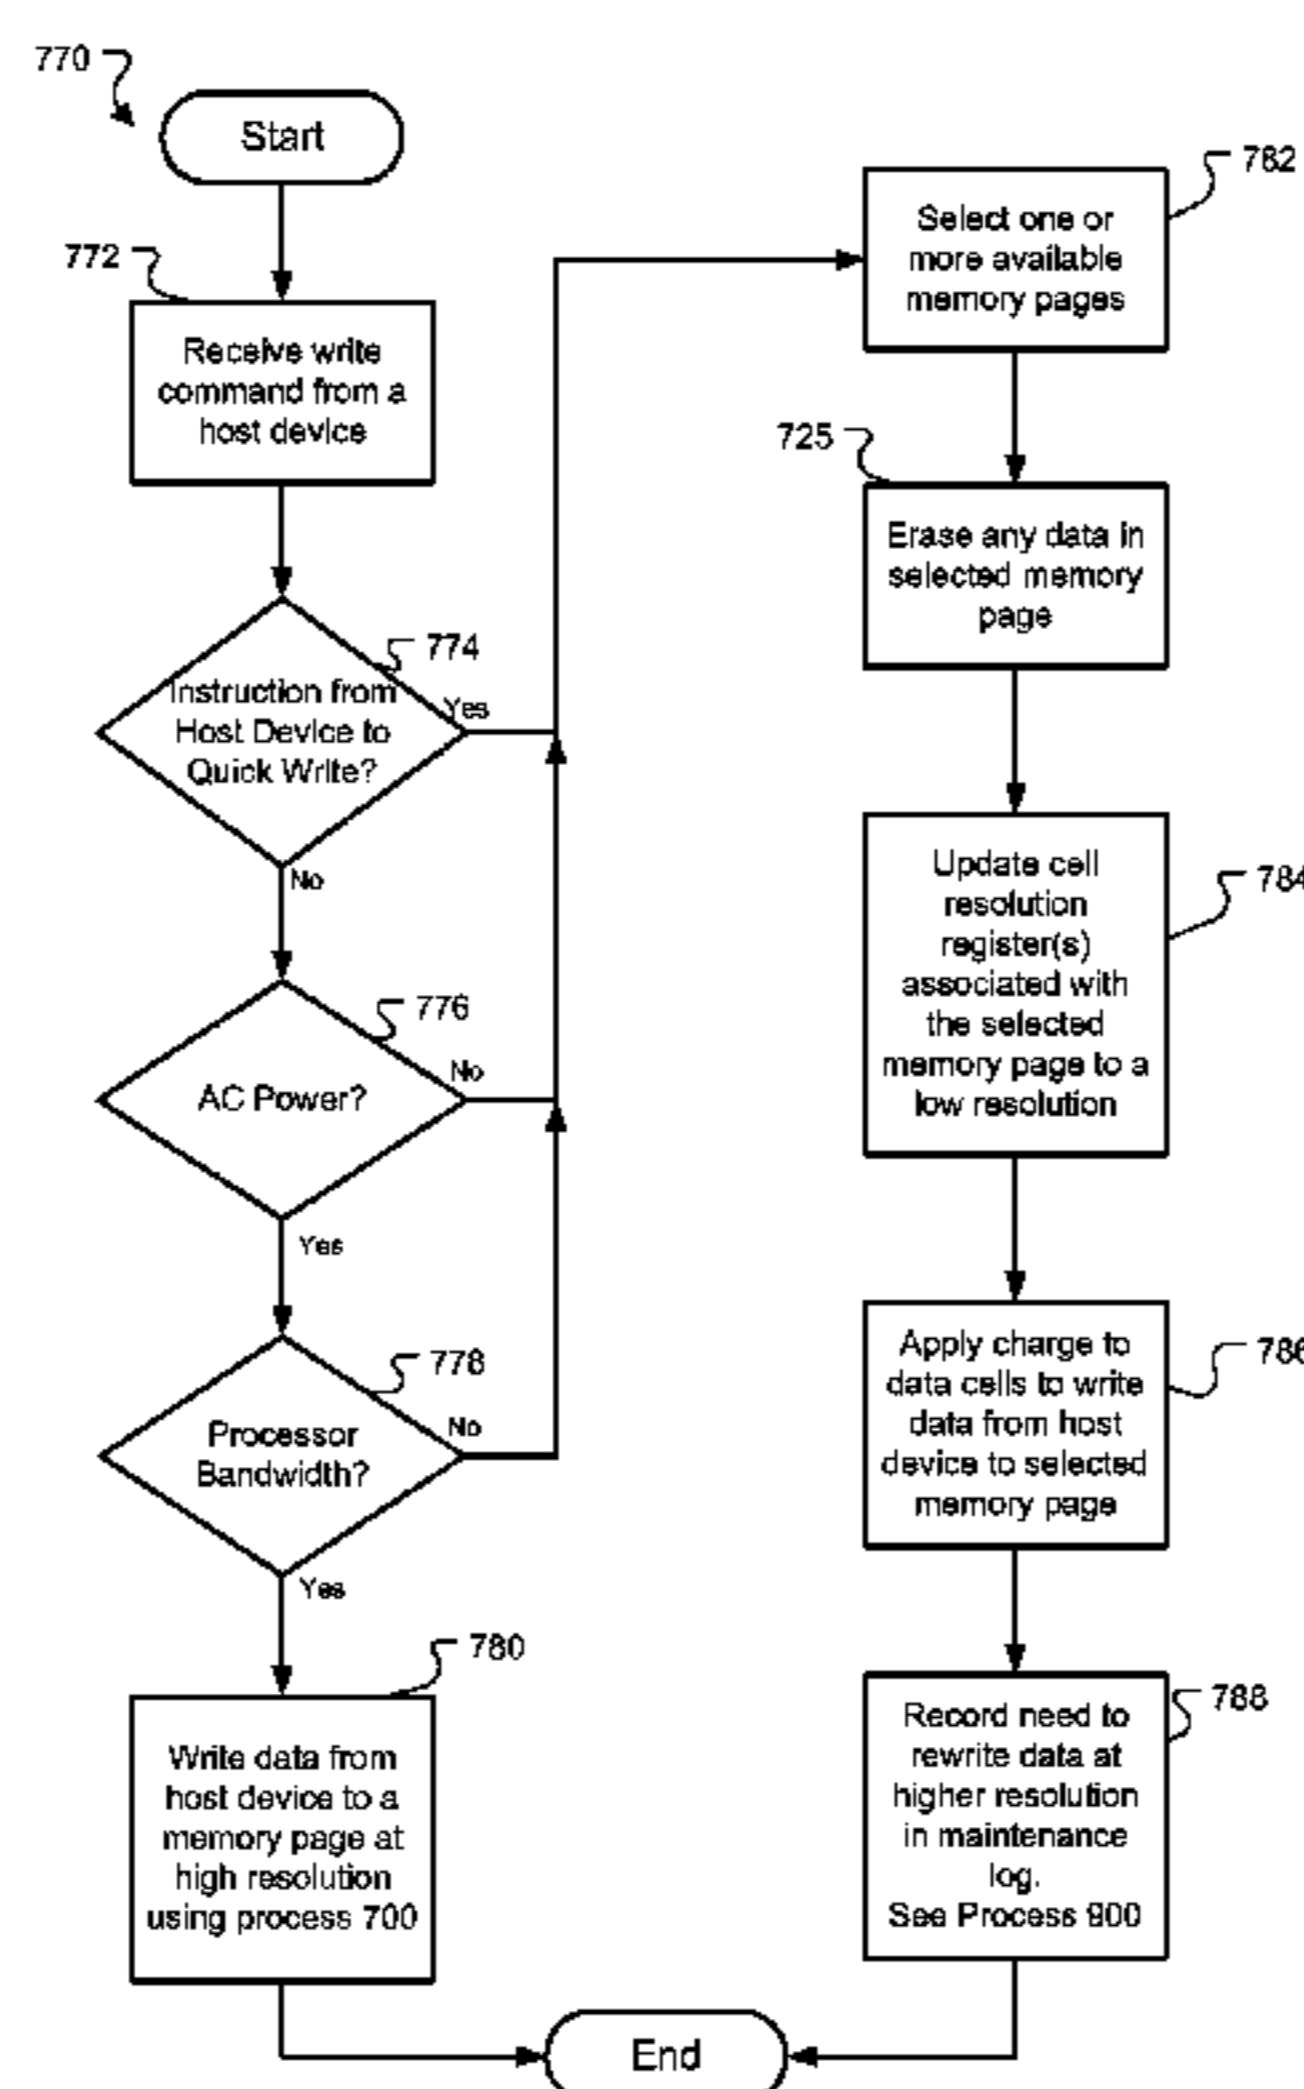 770
Start
772
Receive write
command from a
host device
774
Instruction from
Host Device to
Quick Write?
Yes
No
776
AC Power?
No
Yes
778
Processor
Bandwidth?
No
Yes
780
Write data from
host device to a
memory page at
high resolution
using process 700
782
Select one or
more available
memory pages
725
Erase any data in
selected memory
page
784
Update cell
resolution
register(s)
associated with
the selected
memory page to a
low resolution
786
Apply charge to
data cells to write
data from host
device to selected
memory page
788
Record need to
rewrite data at
higher resolution
in maintenance
log.
See Process 900
End